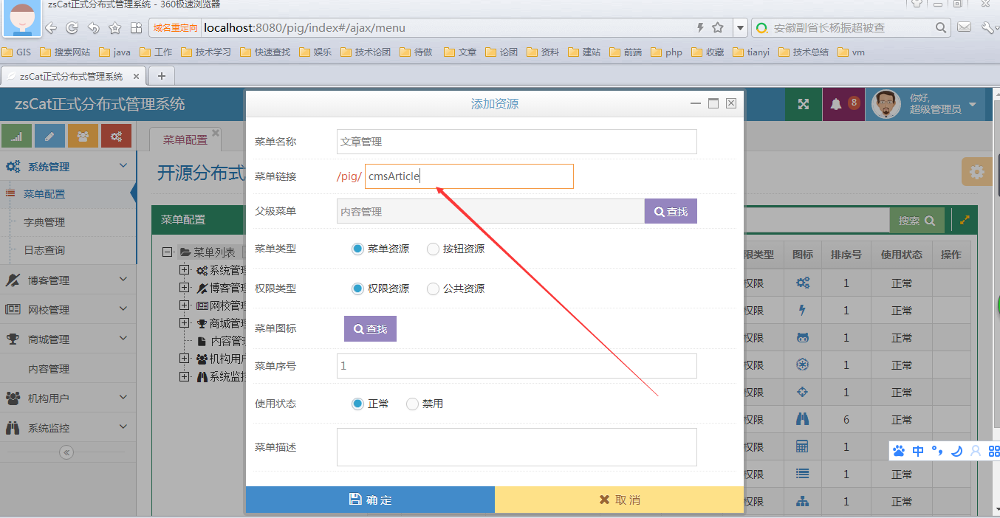 zsCat正式分布式管理系统 - 360极速浏览器
域名重定向 localhost:8080/pig/index#/ajax/menu
安徽副省长杨振超被查
GIS 搜索网站 java 工作 技术学习 快速查找 娱乐 技术论团 待做 文章 论团 资料 建站 前端 php 收藏 tianyi 技术总结 vm
zsCat正式分布式管理系统
zsCat正式分布式管理系统
8
你好,
超级管理员
系统管理
菜单配置
字典管理
日志查询
博客管理
网校管理
商城管理
内容管理
机构用户
系统监控
菜单配置
开源分布式
菜单配置
搜索
菜单列表
系统管理
博客管理
网校管理
商城管理
内容管
机构用户
系统监控
添加资源
菜单名称 文章管理
菜单链接 /pig/ cmsArticle
父级菜单 内容管理 查找
菜单类型 菜单资源 按钮资源
权限类型 权限资源 公共资源
菜单图标 查找
菜单序号 1
使用状态 正常 禁用
菜单描述
确定 取消
限类型 图标 排序号 使用状态 操作
权限 1 正常
权限 1 正常
权限 1 正常
权限 1 正常
权限 1 正常
权限 6 正常
权限 1
权限 1 正常
权限 1 正常
中